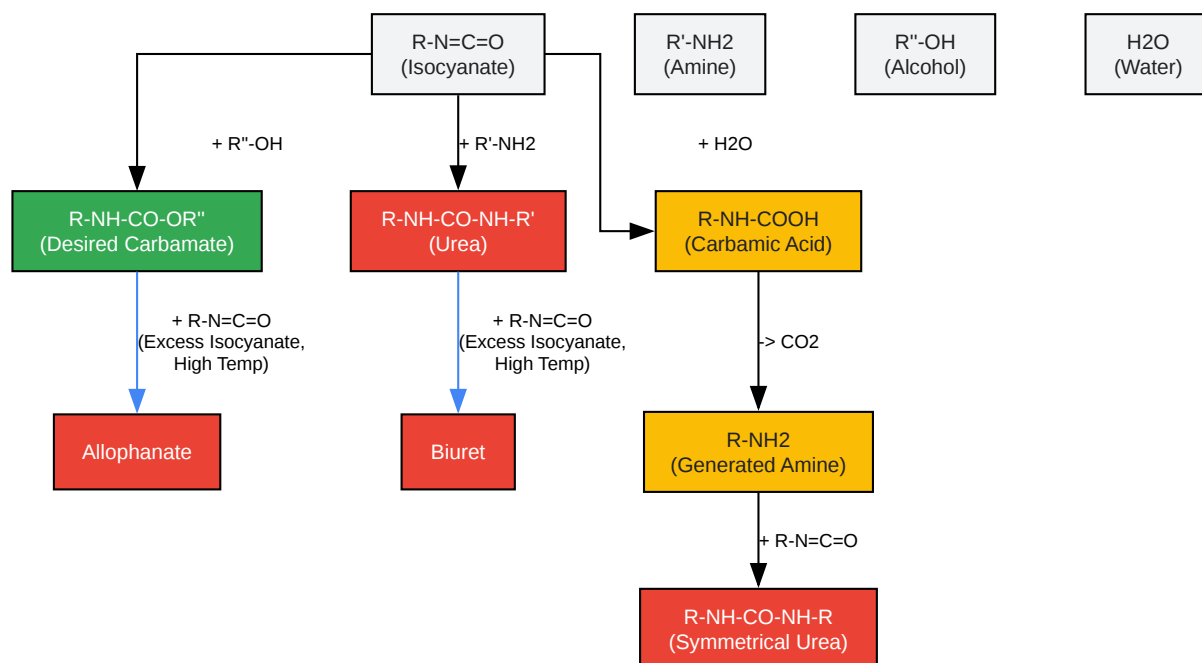 R-N=C=O
(Isocyanate)
R'-NH2
(Amine)
R"-OH
(Alcohol)
H2O
(Water)
+ R"-OH
+ R'-NH2
+ H2O
R-NH-CO-OR"
(Desired Carbamate)
R-NH-CO-NH-R'
(Urea)
R-NH-COOH
(Carbamic Acid)
+ R-N=C=O
(Excess Isocyanate,
High Temp)
+ R-N=C=O
(Excess Isocyanate,
High Temp)
-> CO2
Allophanate
Biuret
R-NH2
(Generated Amine)
+ R-N=C=O
R-NH-CO-NH-R
(Symmetrical Urea)